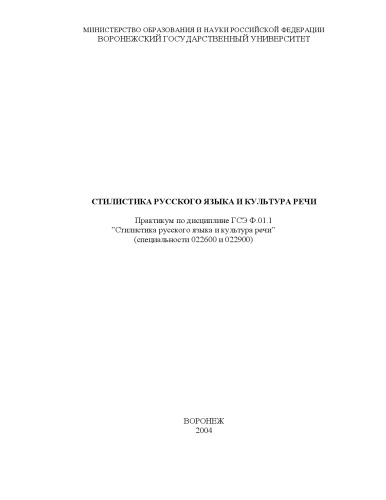 МИНИСТЕРСТВО ОБРАЗОВАНИЯ И НАУКИ РОССИЙСКОЙ ФЕДЕРАЦИИ
ВОРОНЕЖСКИЙ ГОСУДАРСТВЕННЫЙ УНИВЕРСИТЕТ
СТИЛИСТИКА РУССКОГО ЯЗЫКА И КУЛЬТУРА РЕЧИ
Практикум по дисциплине ГСЭ Ф.01.1
"Стилистика русского языка и культура речи"
(специальности 022600 и 022900)
ВОРОНЕЖ
2004